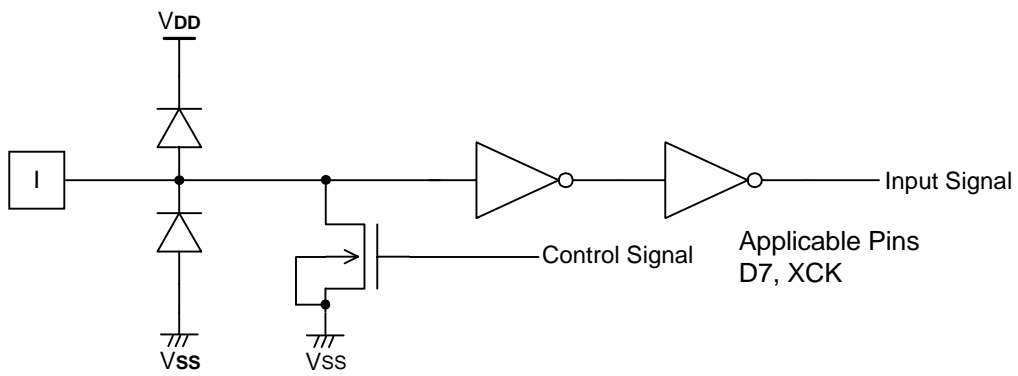 VDD
I
Input Signal
Control Signal
Applicable Pins
D7, XCK
VSS
VSS